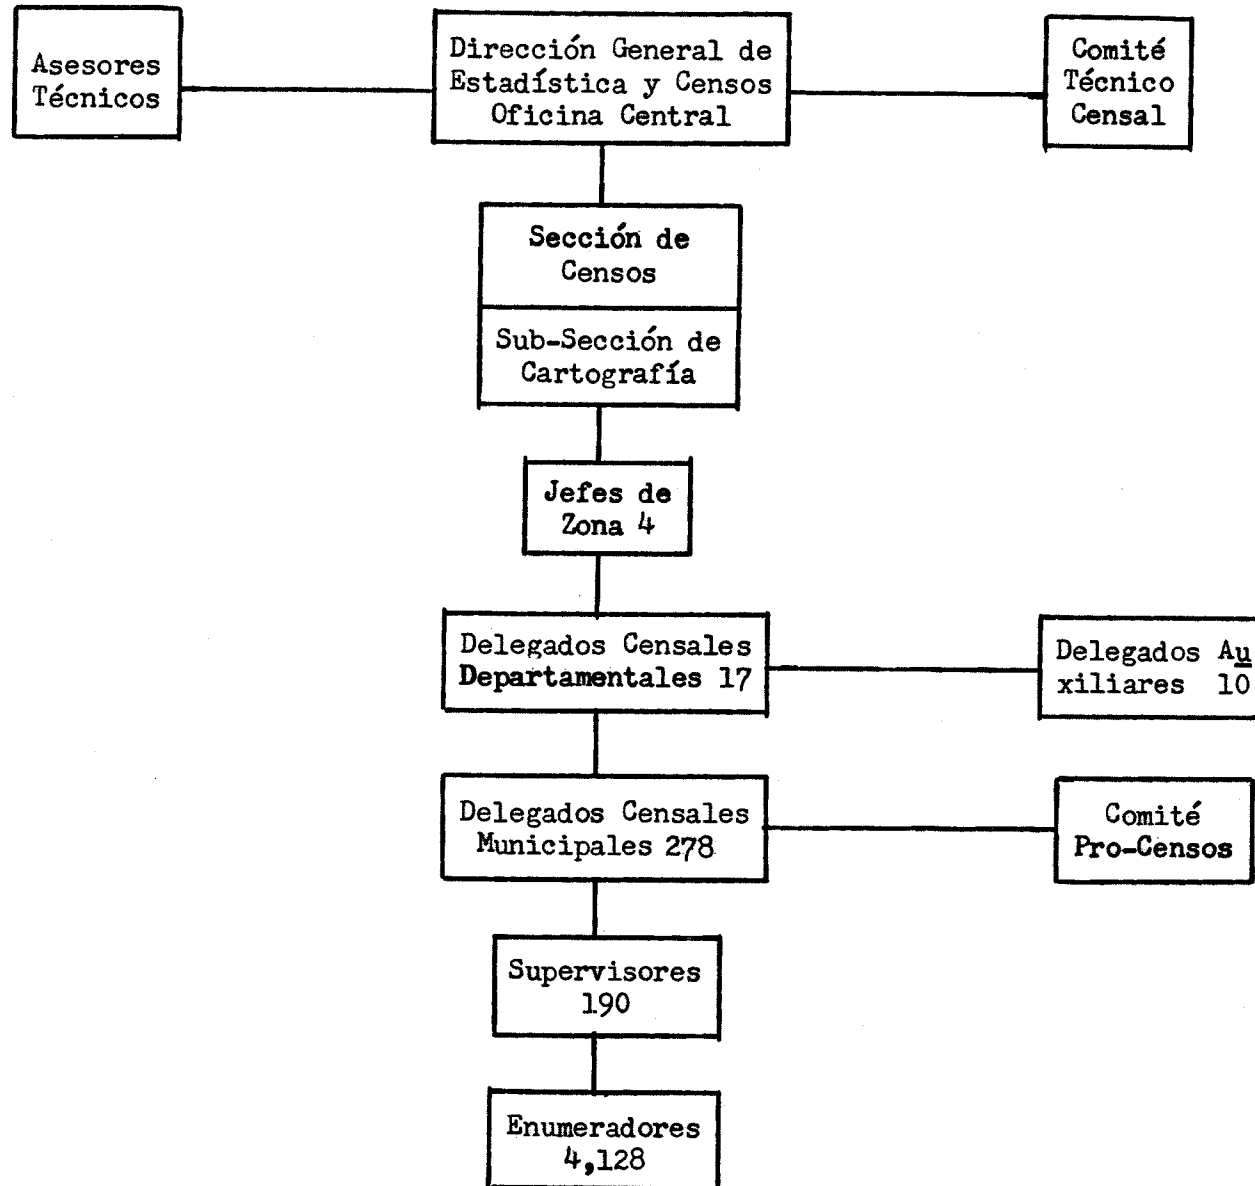 Asesores
Técnicos
Dirección General de
Estadística y Censos
Oficina Central
Comité
Técnico
Censal
Sección de
Censos
Sub-Sección de
Cartografía
Jefes de
Zona 4
Delegados Censales
Departamentales 17
Delegados Au
xiliares 10
Delegados Censales
Municipales 278
Comité
Pro-Censos
Supervisores
190
Enumeradores
4,128